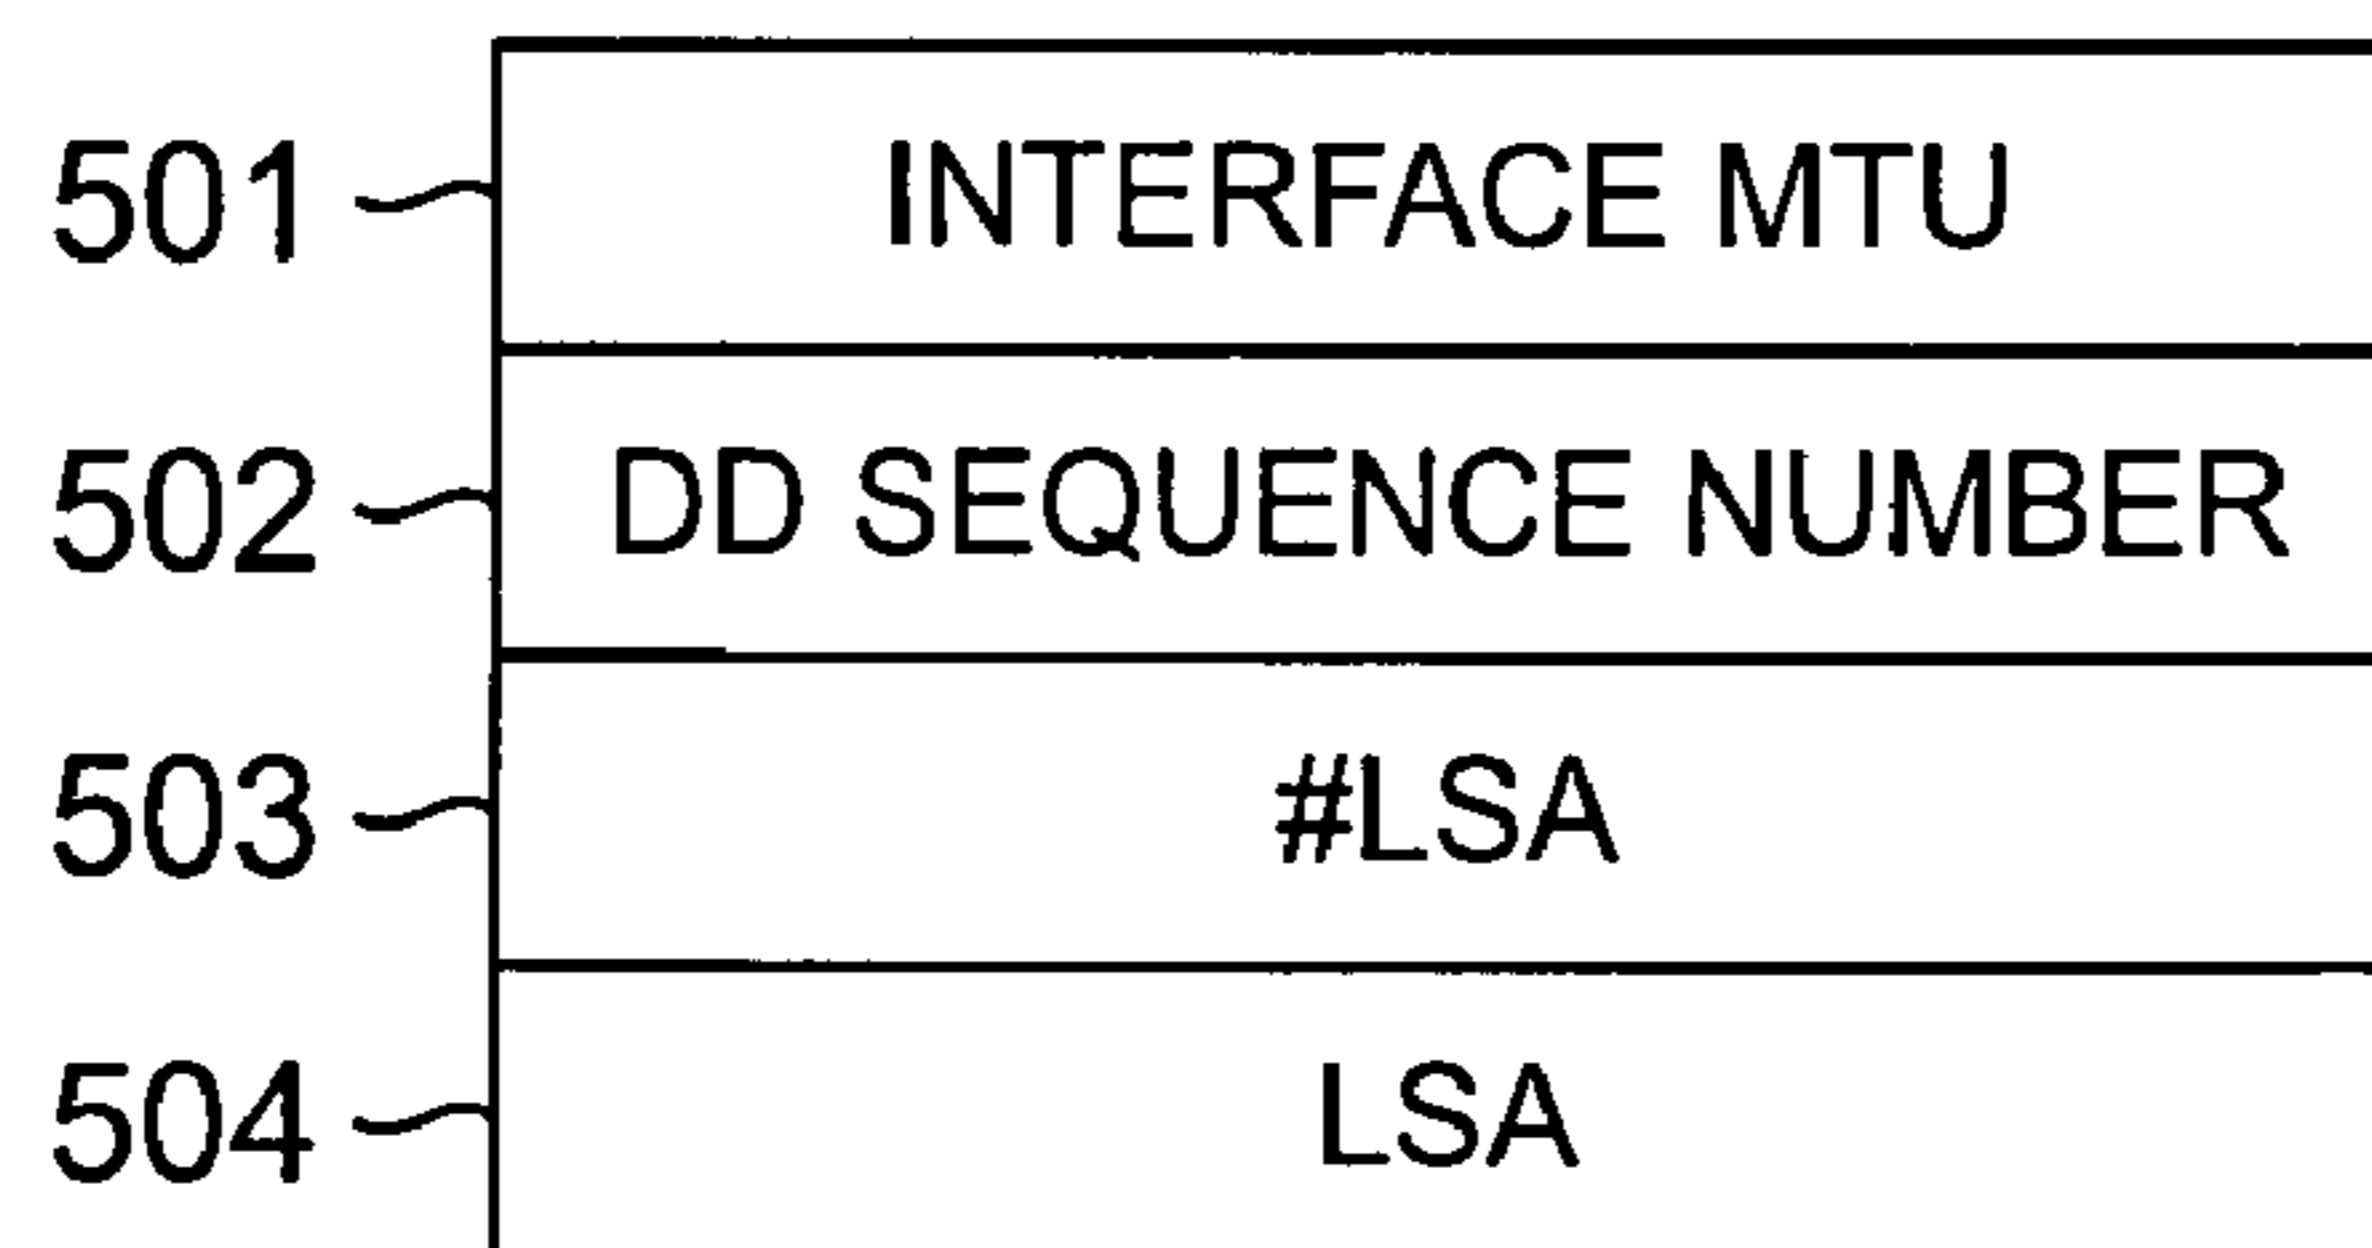 501 INTERFACE MTU
502 DD SEQUENCE NUMBER
503 #LSA
504 LSA